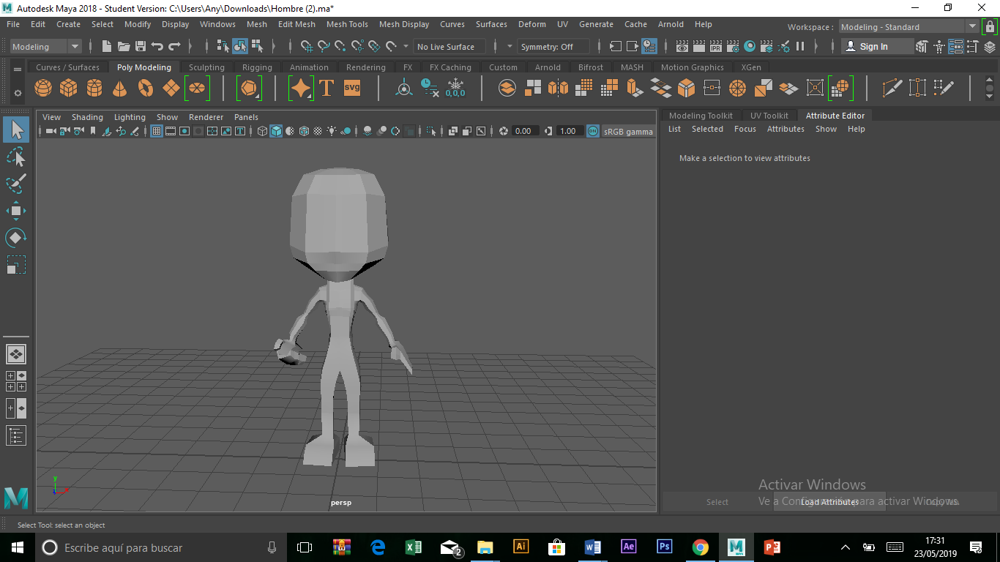 Autodesk Maya 2018 - Student Version: C:\Users\Any\Downloads\Hombre (2).ma*
File Edit Create Select Modify Display Windows Mesh Edit Mesh Mesh Tools Mesh Display Curves Surfaces Deform UV Generate Cache Arnold Help Workspace : Modeling - Standard
Modeling No Live Surface Symmetry: Off IPR Sign In
Curves / Surfaces Poly Modeling Sculpting Rigging Animation Rendering FX FX Caching Custom Arnold Bifrost MASH Motion Graphics XGen
T SVG 0,0,0
View Shading Lighting Show Renderer Panels
0.00 1.00 ON sRGB gamma
Modeling Toolkit UV Toolkit Attribute Editor
List Selected Focus Attributes Show Help
Make a selection to view attributes
y
persp
Activar Windows
Ve a Configuración para activar Windows.
Select Load Attributes Copy Tab
Select Tool: select an object
Escribe aquí para buscar
2 Ai Ae Ps
17:31
23/05/2019